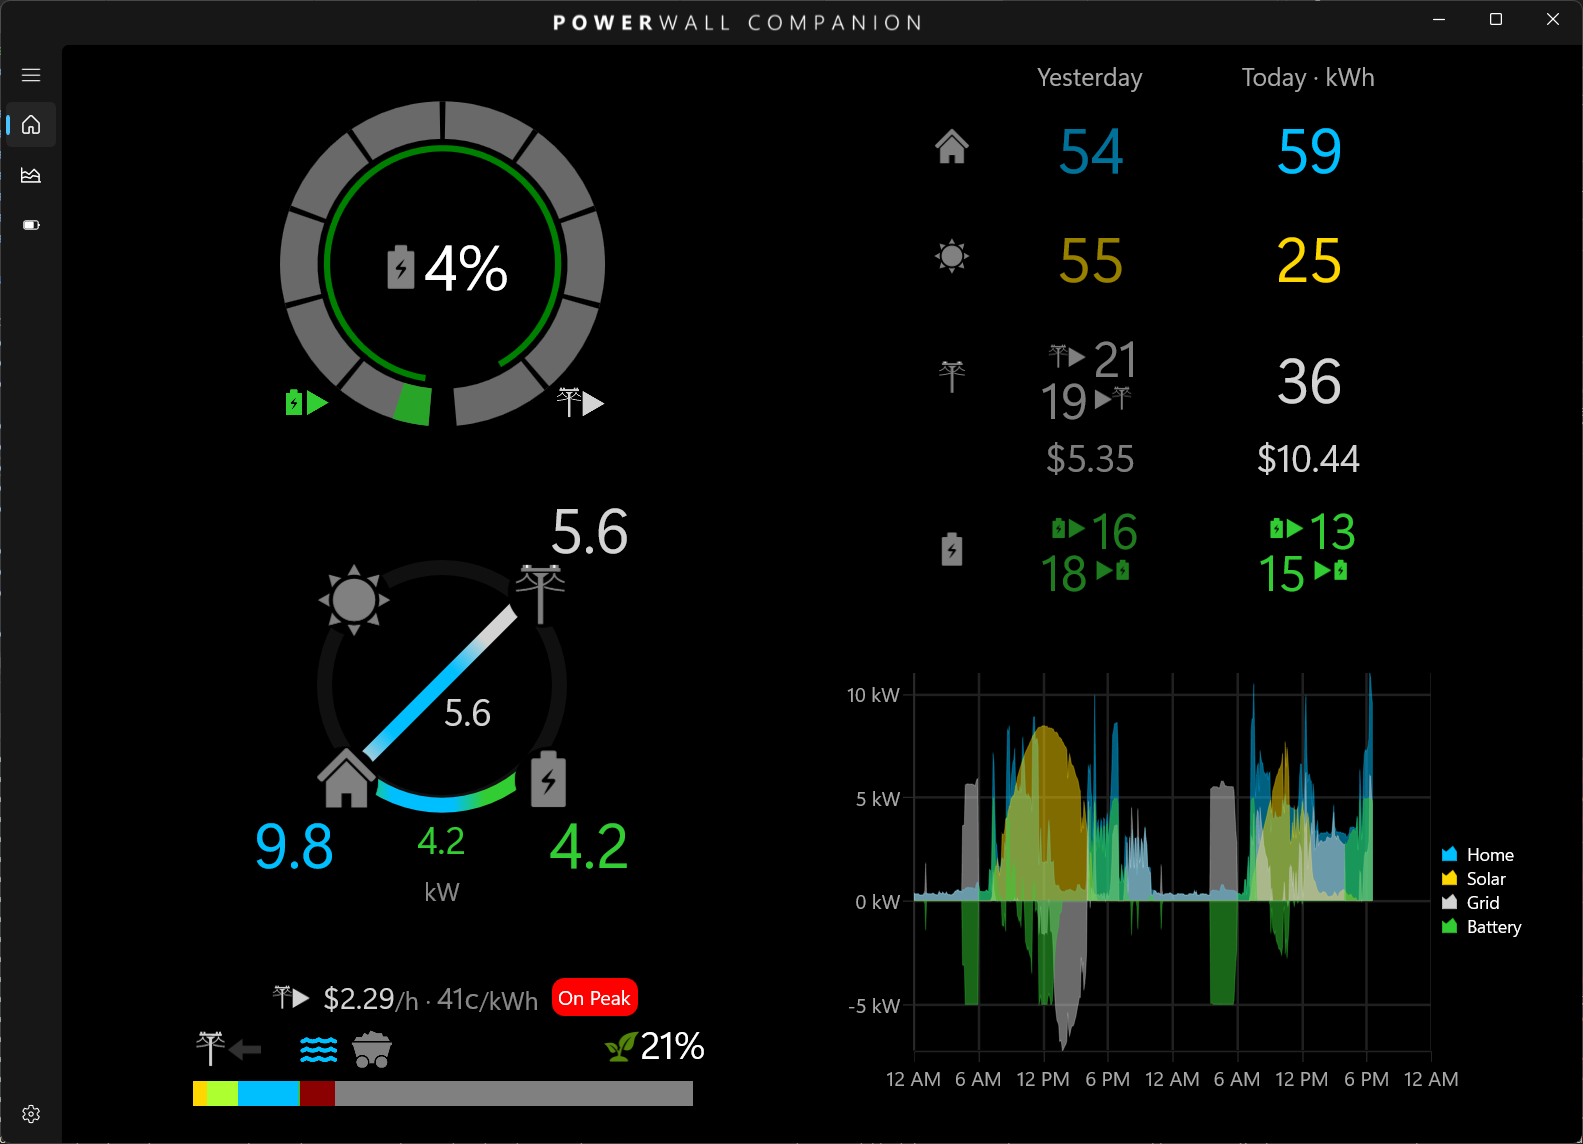 POWERWALL COMPANION
4%
5.6
5.6
9.8
4.2
4.2
kW
$2.29/h · 41c/kWh On Peak
21%
Yesterday Today · kWh
54 59
55 25
21
19
36
$5.35 $10.44
16 13
18 15
10 kW
5 kW
0 kW
-5 kW
12 AM 6 AM 12 PM 6 PM 12 AM 6 AM 12 PM 6 PM 12 AM
Home
Solar
Grid
Battery